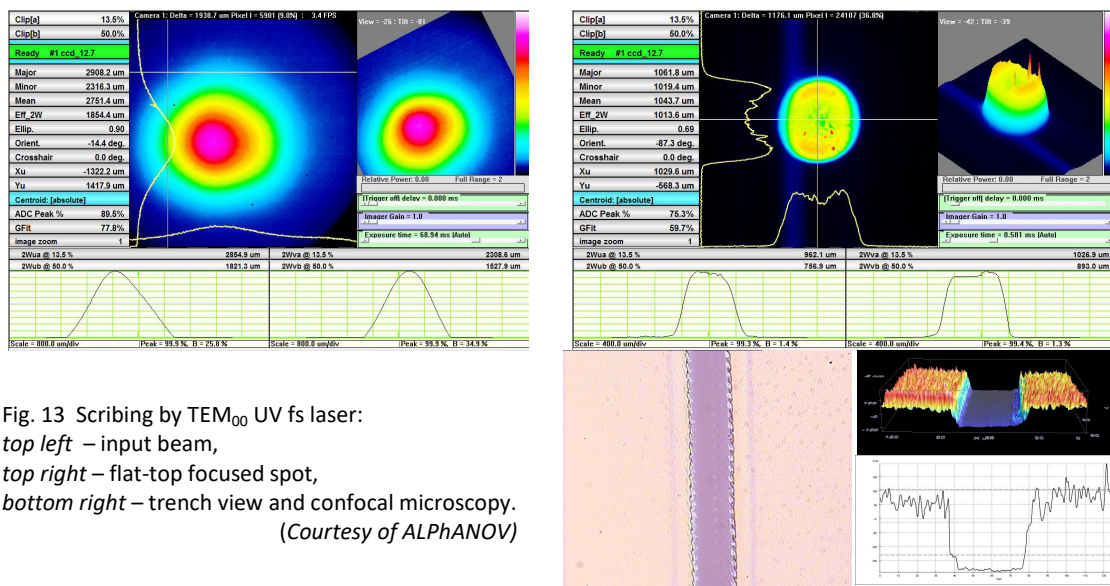 Clip[a] 13.5%
Clip[b] 50.0%
Ready #1 ccd_12.7
Major 2908.2 um
Minor 2316.3 um
Mean 2751.4 um
Eff_2W 1854.4 um
Ellip. 0.90
Orient. -14.4 deg.
Crosshair 0.0 deg.
Xu -1322.2 um
Yu 1417.9 um
Centroid: [absolute]
ADC Peak % 89.5%
GFit 77.8%
image zoom 1
Camera 1: Delta = 1938.7 um Pixel I = 5901 (9.0%) : 3.4 FPS
View = -26 : Tilt = -81
Relative Power: 0.00 Full Range = 2
[Trigger off] delay = 0.000 ms
Imager Gain = 1.0
Exposure time = 68.94 ms [Auto]
2Wua @ 13.5 % 2854.9 um 2Wva @ 13.5 % 2308.6 um
2Wub @ 50.0 % 1821.3 um 2Wvb @ 50.0 % 1527.9 um
Scale = 800.0 um/div Peak = 99.9 %, B = 25.8 % Scale = 800.0 um/div Peak = 99.9 %, B = 34.9 %
Clip[a] 13.5%
Clip[b] 50.0%
Ready #1 ccd_12.7
Major 1061.8 um
Minor 1019.4 um
Mean 1043.7 um
Eff_2W 1013.6 um
Ellip. 0.69
Orient. -87.3 deg.
Crosshair 0.0 deg.
Xu 1029.6 um
Yu -568.3 um
Centroid: [absolute]
ADC Peak % 75.3%
GFit 59.7%
image zoom 1
Camera 1: Delta = 1176.1 um Pixel I = 24107 (36.8%)
View = -42 : Tilt = -39
Relative Power: 0.00 Full Range = 2
[Trigger off] delay = 0.000 ms
Imager Gain = 1.0
Exposure time = 0.581 ms [Auto]
2Wua @ 13.5 % 962.1 um 2Wva @ 13.5 % 1026.9 um
2Wub @ 50.0 % 756.9 um 2Wvb @ 50.0 % 893.0 um
Scale = 400.0 um/div Peak = 99.3 %, B = 1.4 % Scale = 400.0 um/div Peak = 99.4 %, B = 1.3 %
Fig. 13 Scribing by TEM₀₀ UV fs laser:
top left – input beam,
top right – flat-top focused spot,
bottom right – trench view and confocal microscopy.
(Courtesy of ALPhANOV)